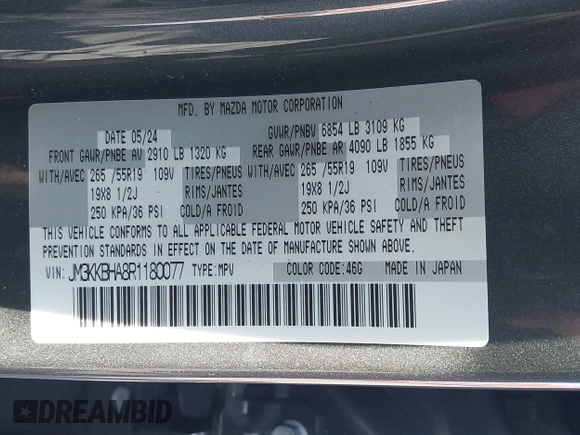 MFD. BY MAZDA MOTOR CORPORATION
DATE 05/24 GVWR/PNBV 6854 LB 3109 KG
FRONT GAWR/PNBE AV 2910 LB 1320 KG REAR GAWR/PNBE AR 4090 LB 1855 KG
WITH/AVEC 265 /55R19 109V TIRES/PNEUS WITH/AVEC 265 /55R19 109V TIRES/PNEUS
19X8 1/2J RIMS/JANTES 19X8 1/2J RIMS/JANTES
250 KPA/36 PSI COLD/A FROID 250 KPA/36 PSI COLD/A FROID
THIS VEHICLE CONFORMS TO ALL APPLICABLE FEDERAL MOTOR VEHICLE SAFETY AND THEFT
PREVENTION STANDARDS IN EFFECT ON THE DATE OF MANUFACTURE SHOWN ABOVE.
VIN: JM3KKBHA8R1180077 TYPE:MPV COLOR CODE:46G MADE IN JAPAN
DREAMBID